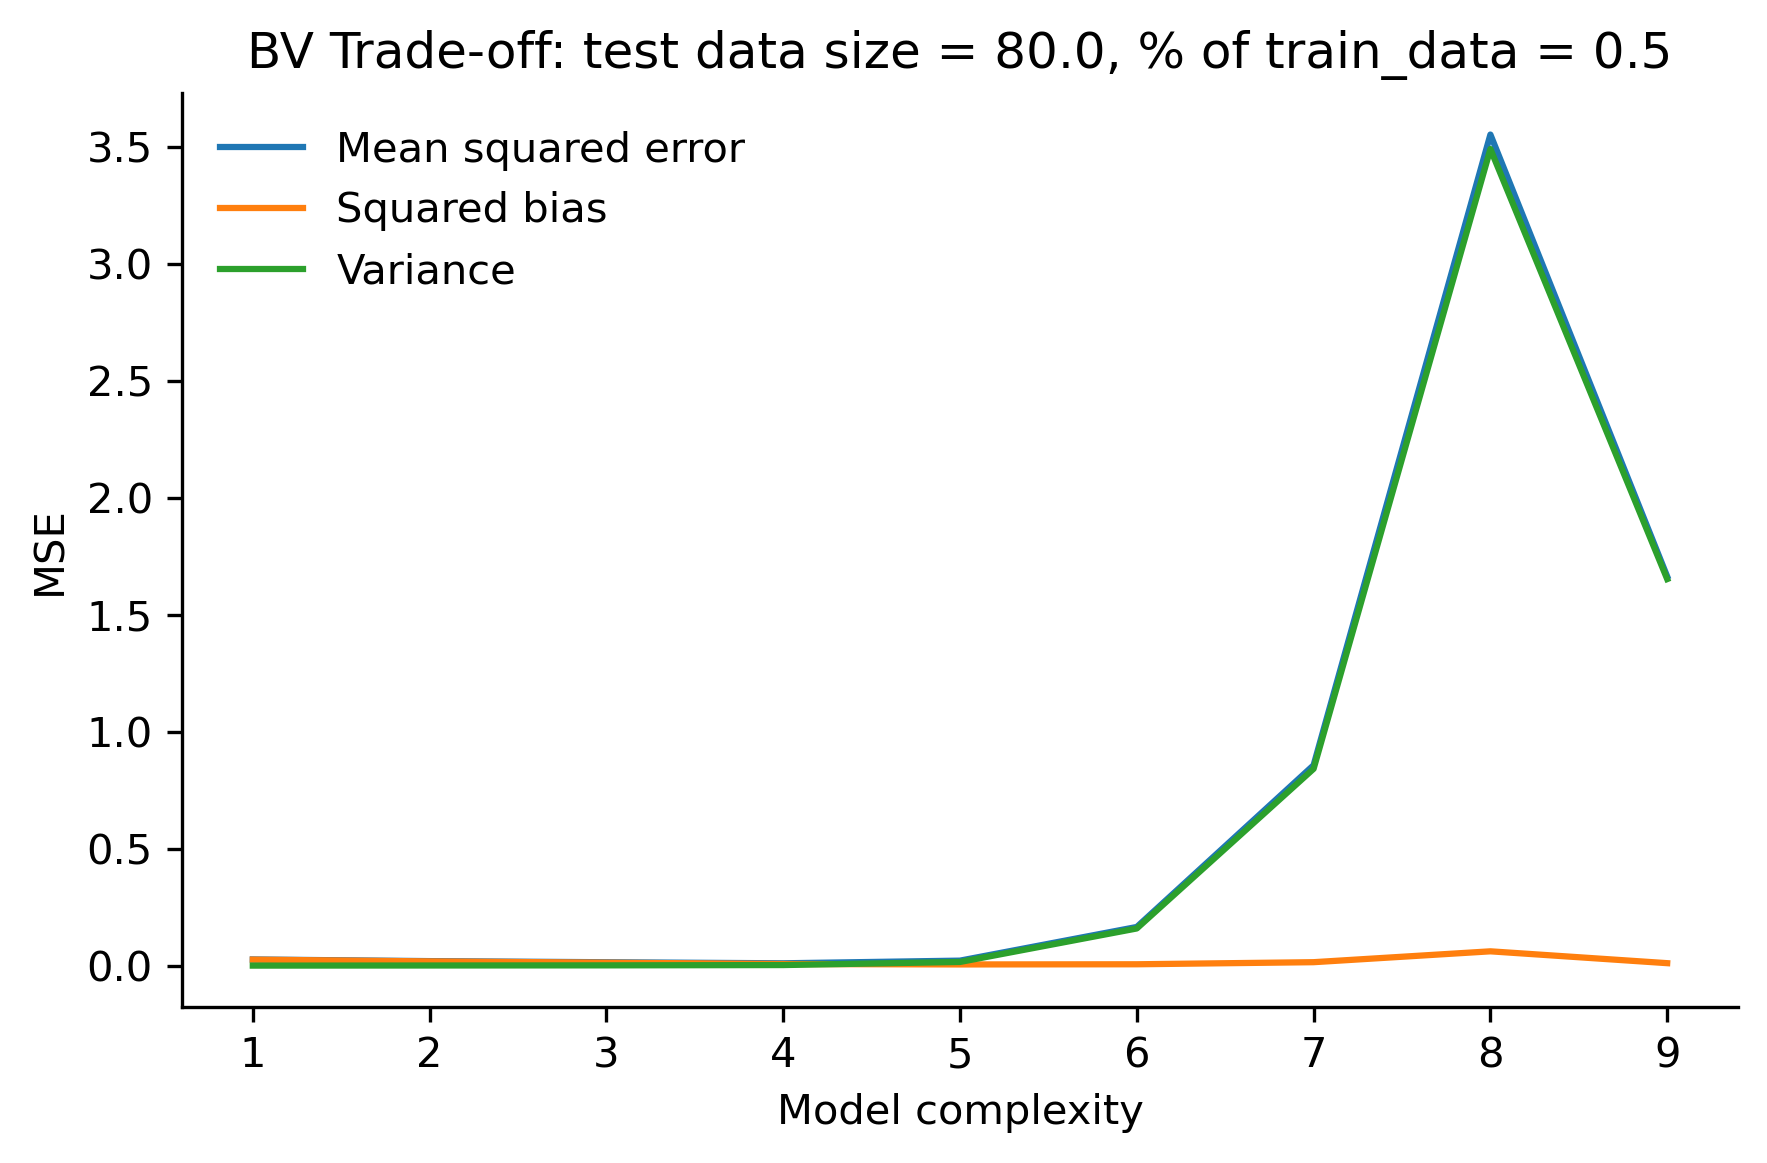 BV Trade-off: test data size = 80.0, % of train_data = 0.5
Mean squared error
Squared bias
Variance
3.5
3.0
2.5
2.0
1.5
1.0
0.5
0.0
MSE
1 2 3 4 5 6 7 8 9
Model complexity